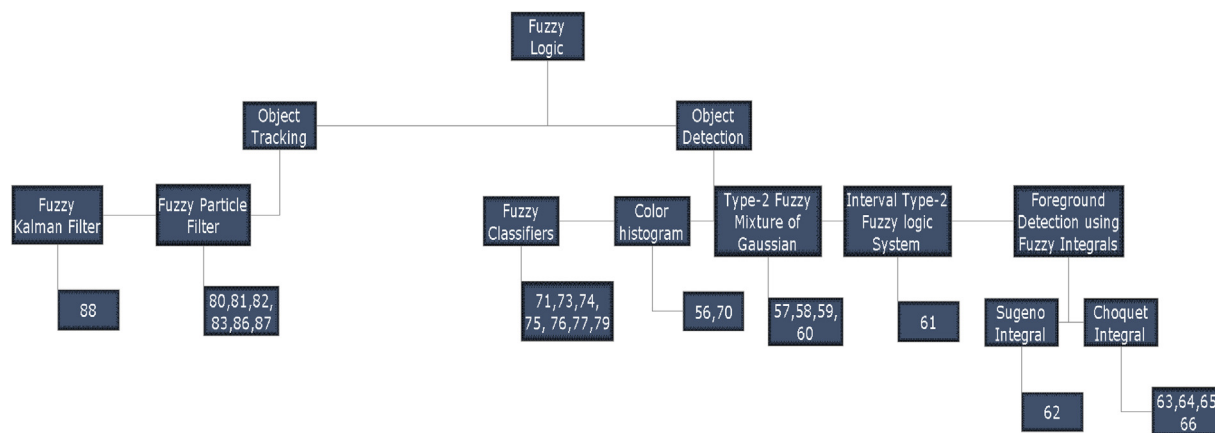 Fuzzy
Logic
Object
Tracking
Object
Detection
Fuzzy
Kalman Filter
Fuzzy Particle
Filter
Fuzzy
Classifiers
Color
histogram
Type-2 Fuzzy
Mixture of
Gaussian
Interval Type-2
Fuzzy logic
System
Foreground
Detection using
Fuzzy Integrals
88
80,81,82,
83,86,87
71,73,74,
75, 76,77,79
56,70
57,58,59,
60
61
Sugeno
Integral
Choquet
Integral
62
63,64,65
66